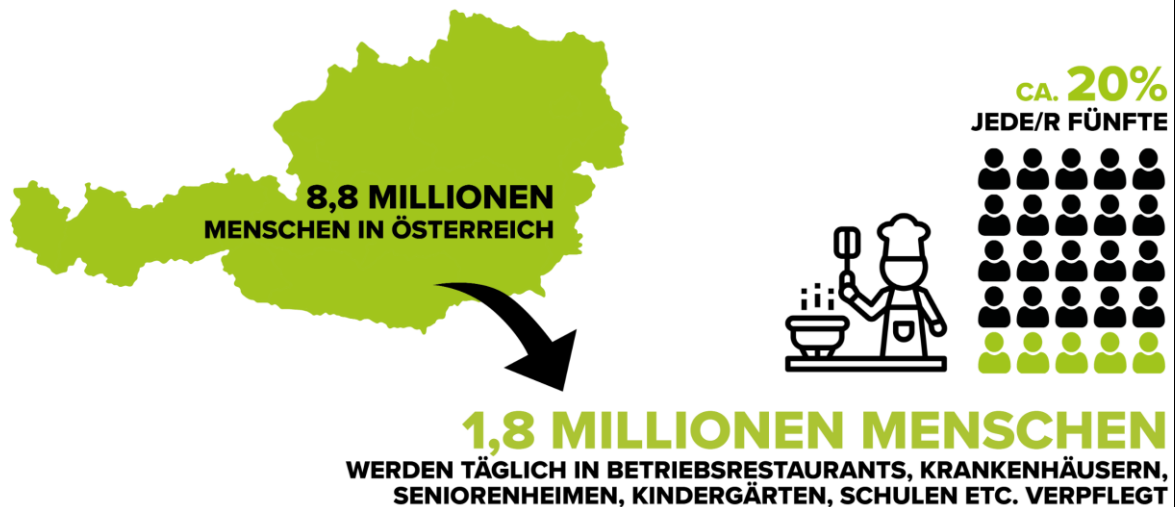 8,8 MILLIONEN
MENSCHEN IN ÖSTERREICH
CA. 20%
JEDE/R FÜNFTE
1,8 MILLIONEN MENSCHEN
WERDEN TÄGLICH IN BETRIEBSRESTAURANTS, KRANKENHÄUSERN,
SENIORENHEIMEN, KINDERGÄRTEN, SCHULEN ETC. VERPFLEGT